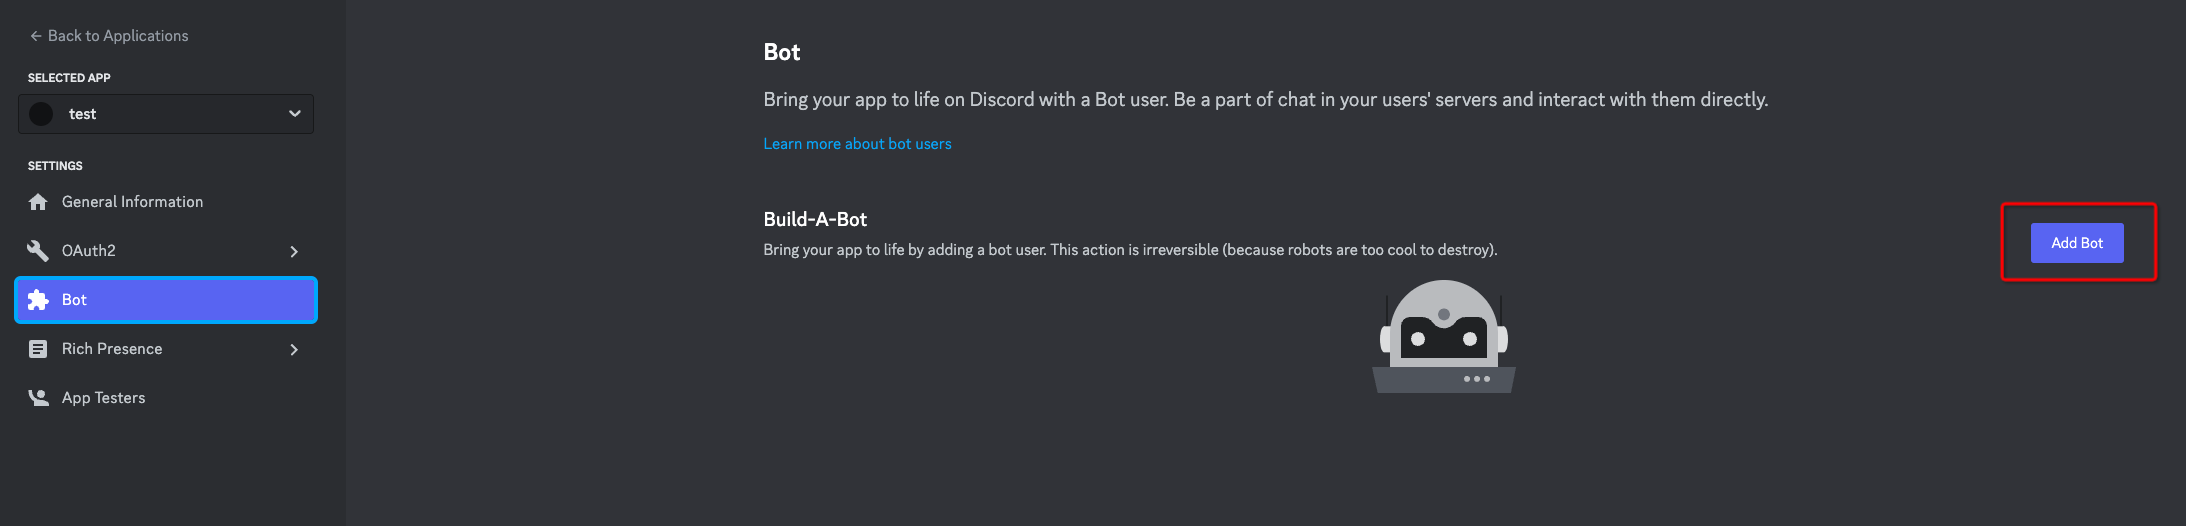 ← Back to Applications
SELECTED APP
test
SETTINGS
General Information
OAuth2
Bot
Rich Presence
App Testers
Bot
Bring your app to life on Discord with a Bot user. Be a part of chat in your users' servers and interact with them directly.
Learn more about bot users
Build-A-Bot
Bring your app to life by adding a bot user. This action is irreversible (because robots are too cool to destroy).
Add Bot